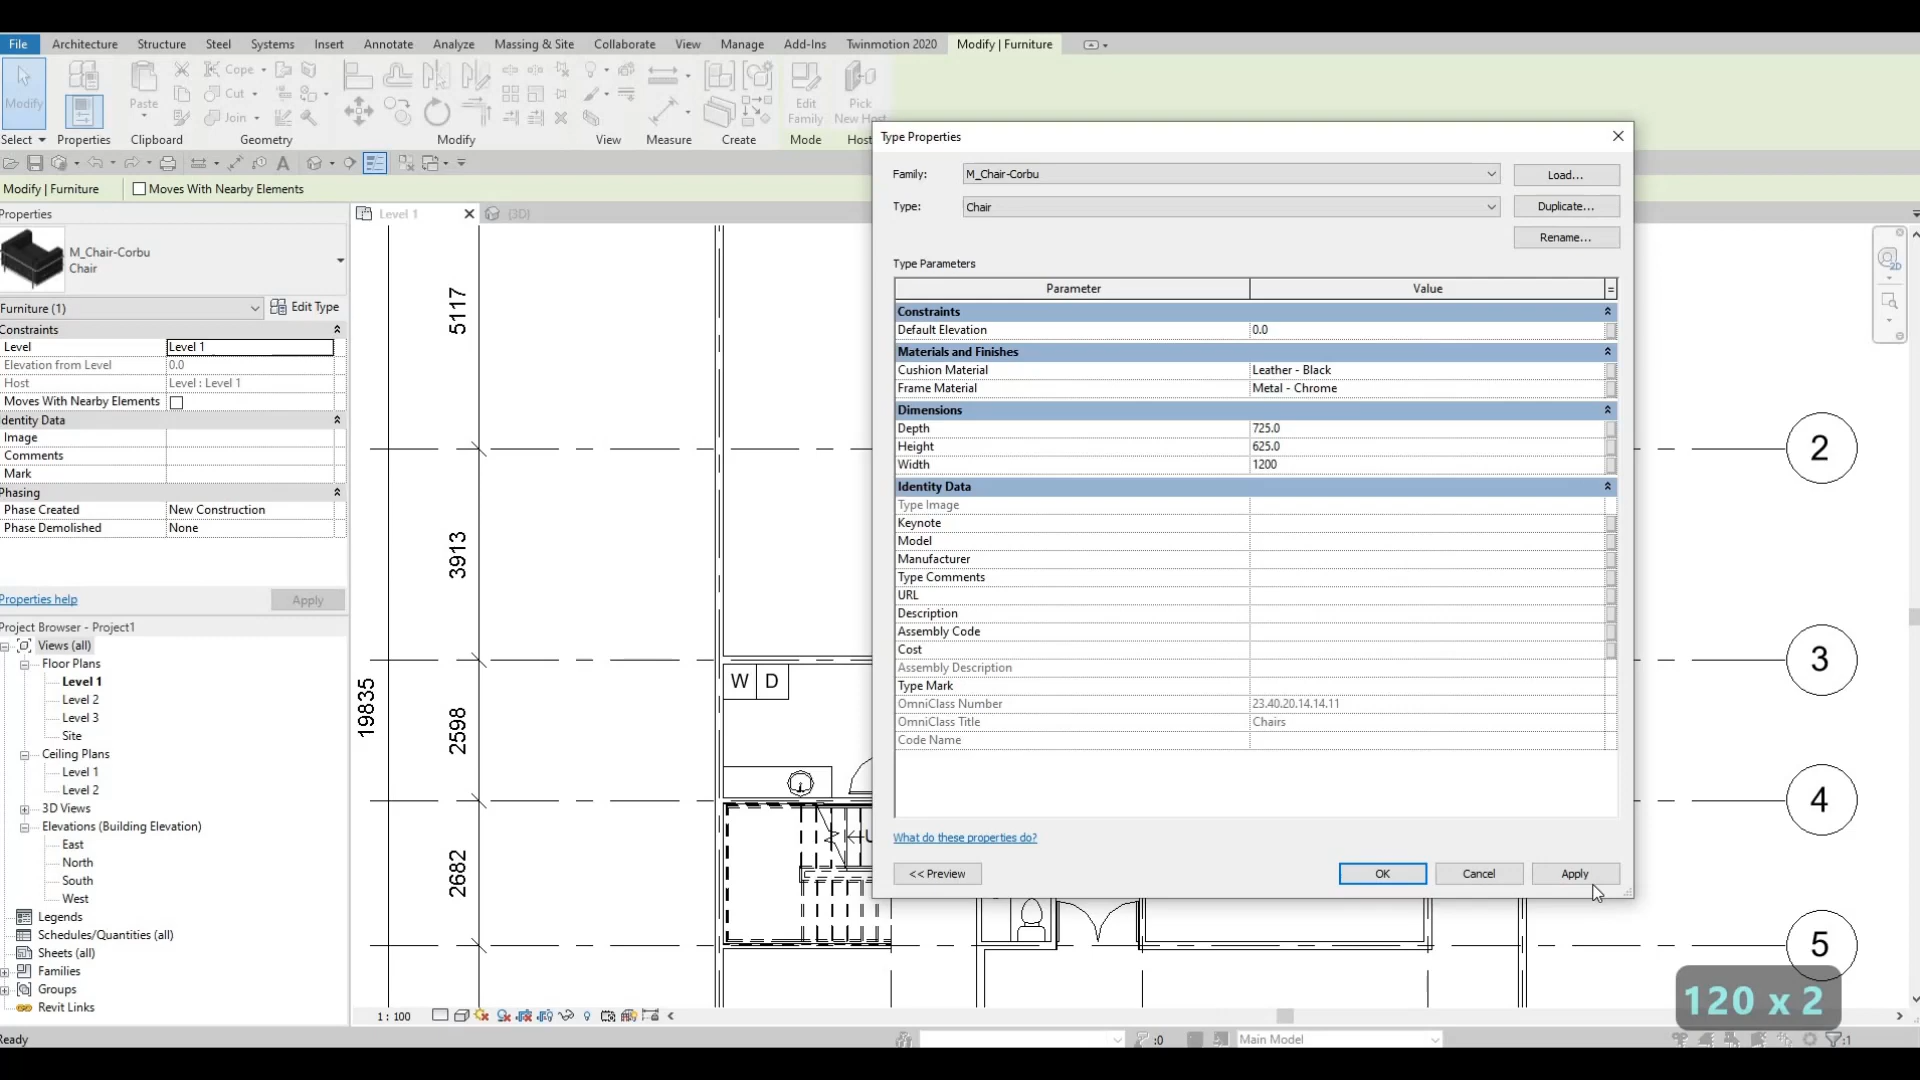 File Architecture Structure Steel Systems Insert Annotate Analyze Massing & Site Collaborate View Manage Add-Ins Twinmotion 2020 Modify | Furniture
Modify
Paste
Cope
Cut
Join
Edit Family
Pick New Host
Select Properties Clipboard Geometry Modify View Measure Create Mode Host
Modify | Furniture
Moves With Nearby Elements
Properties
M_Chair-Corbu
Chair
Furniture (1)
Edit Type
Constraints
Level Level 1
Elevation from Level 0.0
Host Level : Level 1
Moves With Nearby Elements
Identity Data
Image
Comments
Mark
Phasing
Phase Created New Construction
Phase Demolished None
Properties help
Apply
Project Browser - Project1
Views (all)
Floor Plans
Level 1
Level 2
Level 3
Site
Ceiling Plans
Level 1
Level 2
3D Views
Elevations (Building Elevation)
East
North
South
West
Legends
Schedules/Quantities (all)
Sheets (all)
Families
Groups
Revit Links
Ready
Level 1
{3D}
5117
3913
19835
2598
2682
W D
U
2
3
4
5
1 : 100
:0
Main Model
:1
Type Properties
Family: M_Chair-Corbu Load...
Type: Chair Duplicate...
Rename...
Type Parameters
Parameter Value =
Constraints
Default Elevation 0.0
Materials and Finishes
Cushion Material Leather - Black
Frame Material Metal - Chrome
Dimensions
Depth 725.0
Height 625.0
Width 1200
Identity Data
Type Image
Keynote
Model
Manufacturer
Type Comments
URL
Description
Assembly Code
Cost
Assembly Description
Type Mark
OmniClass Number 23.40.20.14.14.11
OmniClass Title Chairs
Code Name
What do these properties do?
<< Preview OK Cancel Apply
2D
120 x 2